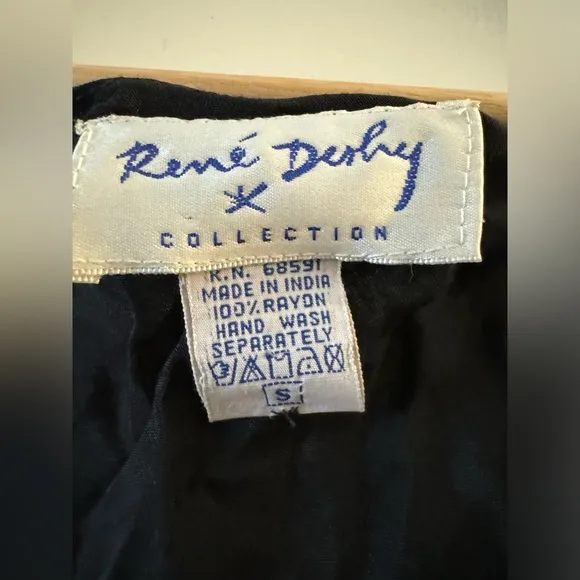 René Derhy
COLLECTION
R.N. 68591
MADE IN INDIA
100% RAYON
HAND WASH
SEPARATELY
S